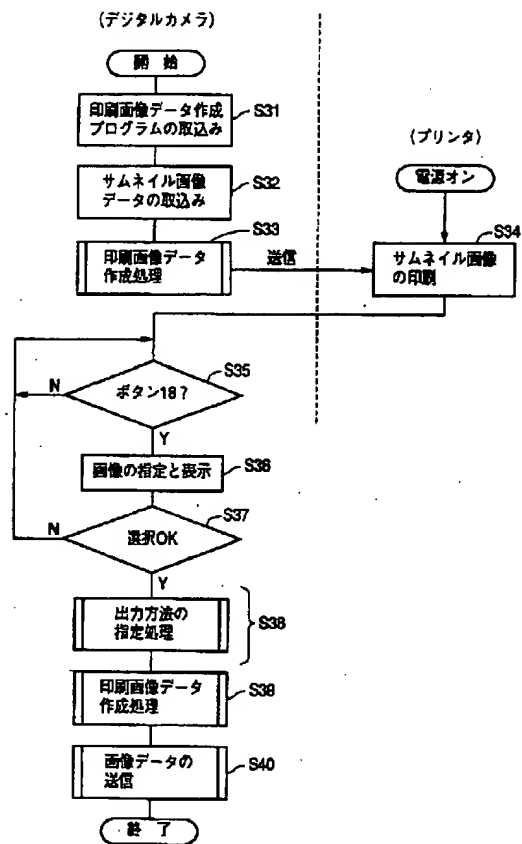 (デジタルカメラ)
開 始
印刷画像データ作成
プログラムの取込み
S31
サムネイル画像
データの取込み
S32
S33
印刷画像データ
作成処理
送信
(プリンタ)
電源オン
S34
サムネイル画像
の印刷
S35
ボタン18?
N
Y
画像の指定と表示
S36
S37
選択OK
N
Y
出力方法の
指定処理
S38
印刷画像データ
作成処理
S39
画像データの
送信
S40
終 了